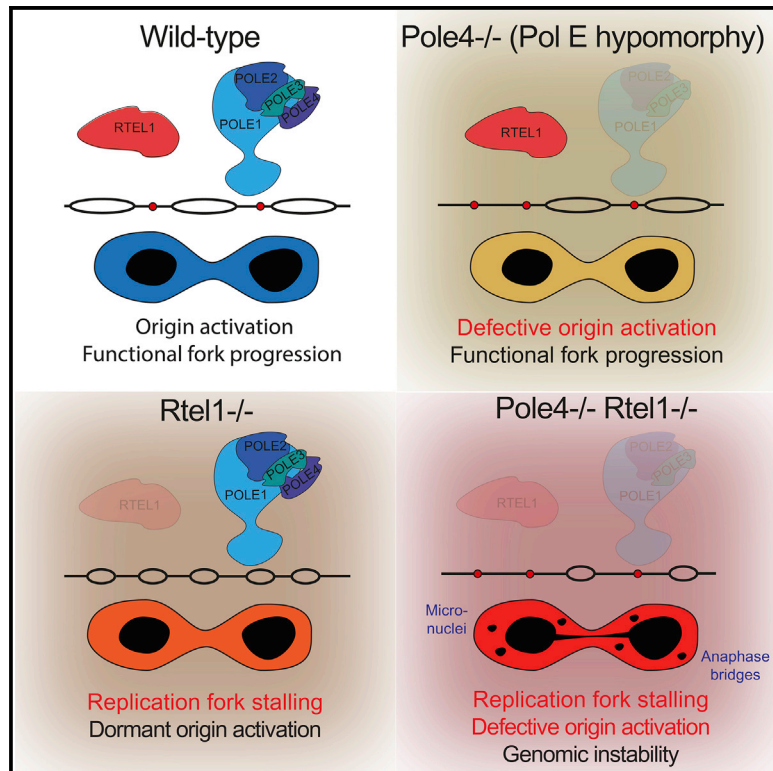 Wild-type
POLE2
POLE3
POLE4
POLE1
RTEL1
Origin activation
Functional fork progression
Pole4-/- (Pol E hypomorphy)
POLE3
POLE1
RTEL1
Defective origin activation
Functional fork progression
Rtel1-/-
POLE2
POLE3
POLE4
POLE1
RTEL1
Replication fork stalling
Dormant origin activation
Pole4-/- Rtel1-/-
POLE2
POLE3
POLE1
RTEL1
Micro-
nuclei
Anaphase
bridges
Replication fork stalling
Defective origin activation
Genomic instability